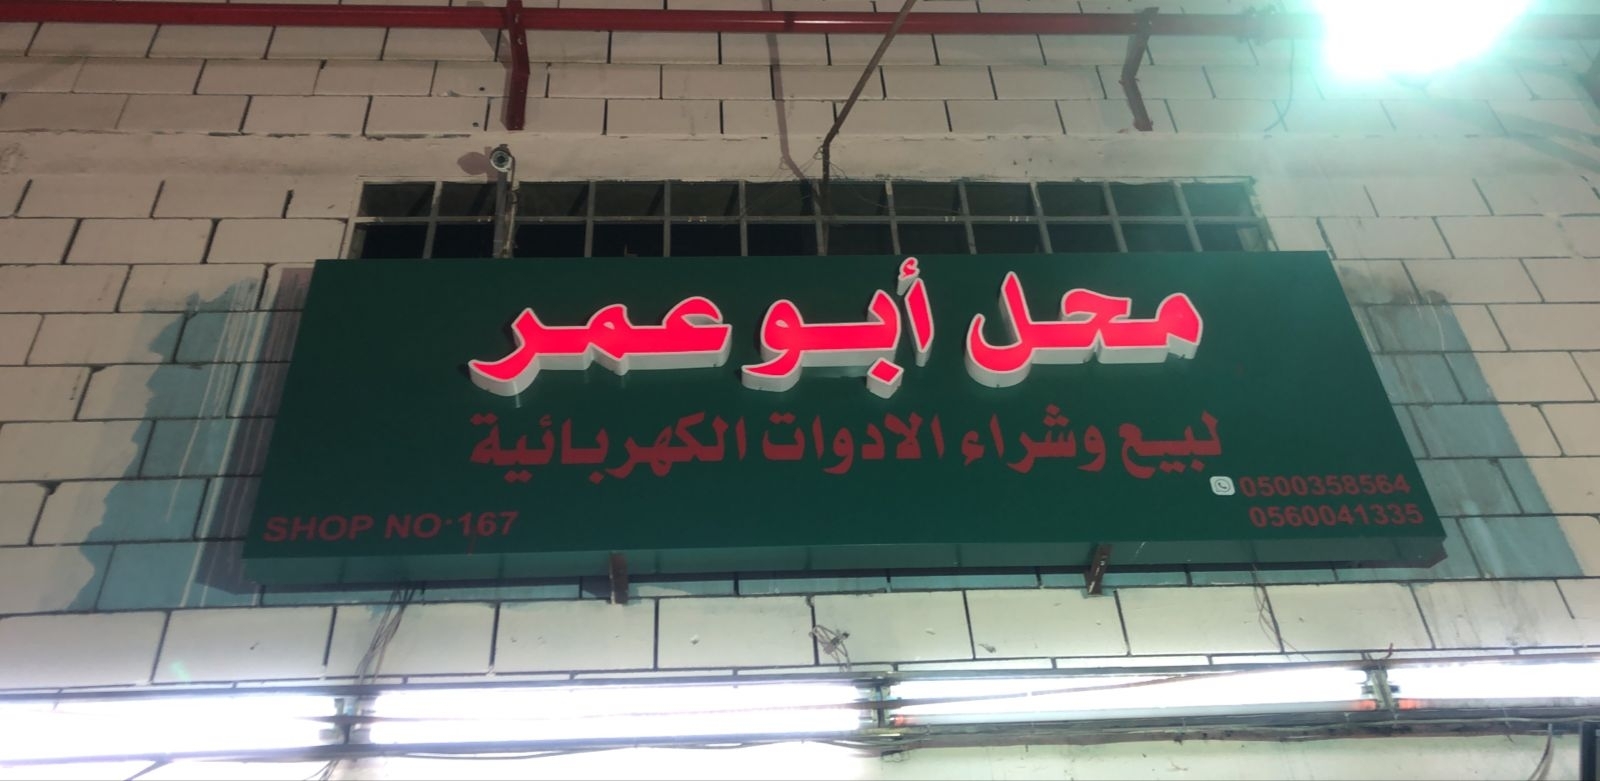 محل أبو عمر
لبيع وشراء الادوات الكهربائية
0500358564
0560041335
SHOP NO·167